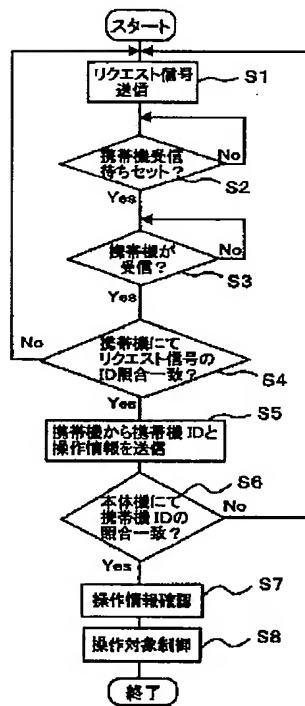 スタート
リクエスト信号
送信
S1
携帯機受信
待ちセット?
No
S2
Yes
携帯機が
受信?
No
S3
Yes
No
携帯機にて
リクエスト信号の
ID照合一致?
S4
Yes
S5
携帯機から携帯機IDと
操作情報を送信
S6
本体機にて
携帯機IDの
照合一致?
No
Yes
操作情報確認
S7
操作対象制御
S8
終了